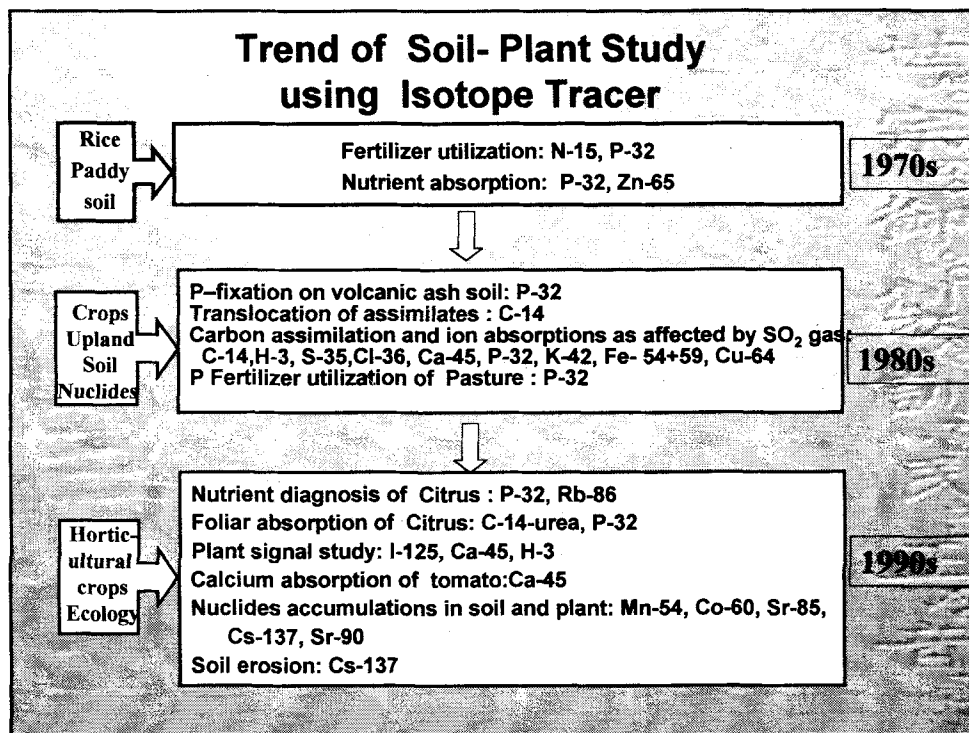 Trend of Soil- Plant Study
using Isotope Tracer
Rice
Paddy
soil
Fertilizer utilization: N-15, P-32
Nutrient absorption: P-32, Zn-65
1970s
Crops
Upland
Soil
Nuclides
P–fixation on volcanic ash soil: P-32
Translocation of assimilates : C-14
Carbon assimilation and ion absorptions as affected by SO₂ gas:
C-14,H-3, S-35,Cl-36, Ca-45, P-32, K-42, Fe- 54+59, Cu-64
P Fertilizer utilization of Pasture : P-32
1980s
Hortic-
ultural
crops
Ecology
Nutrient diagnosis of Citrus : P-32, Rb-86
Foliar absorption of Citrus: C-14-urea, P-32
Plant signal study: I-125, Ca-45, H-3
Calcium absorption of tomato:Ca-45
Nuclides accumulations in soil and plant: Mn-54, Co-60, Sr-85,
Cs-137, Sr-90
Soil erosion: Cs-137
1990s